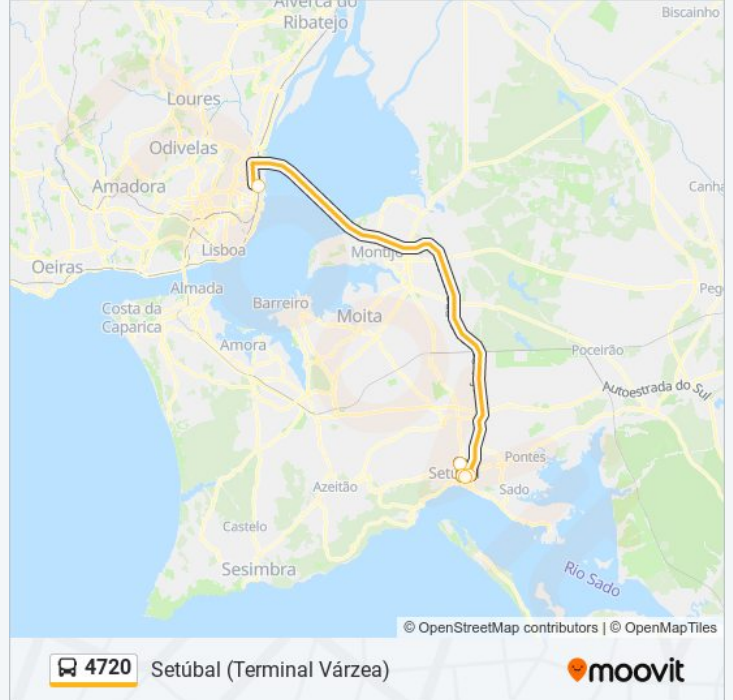 Alverca do
Ribatejo
Biscainho
Loures
Odivelas
Amadora
Canha
Lisboa
Montijo
Oeiras
Almada
Costa da
Caparica
Barreiro
Moita
Peg
Amora
Poceirão
Autoestrada do Sul
Pontes
Setú
Azeitão
Sado
Castelo
Sesimbra
Rio Sado
© OpenStreetMap contributors | © OpenMapTiles
4720 Setúbal (Terminal Várzea) moovit